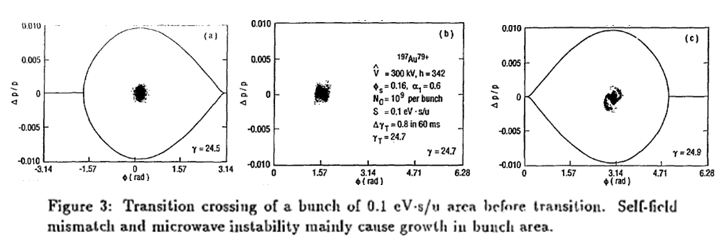 0.010
(a)
0.005
0
-0.005
-0.010
Δ p / p
γ = 24.5
-3.14 -1.57 0 1.57 3.14
ϕ ( rad )
0.010
(b)
0.005
0
-0.005
-0.010
Δ p / p
197Au79+
V̂ = 300 kV, h = 342
ϕs = 0.16, α1 = 0.6
N0 = 10^9 per bunch
S = 0.1 eV · s/u
ΔγT = 0.8 in 60 ms
γT = 24.7
γ = 24.7
0 1.57 3.14 4.71 6.28
ϕ (rad)
0.010
(c)
0.005
0
-0.005
-0.010
Δ p / p
γ = 24.9
0 1.57 3.14 4.71 6.28
ϕ ( rad )
Figure 3: Transition crossing of a bunch of 0.1 eV·s/u area before transition. Self-field
mismatch and microwave instability mainly cause growth in bunch area.